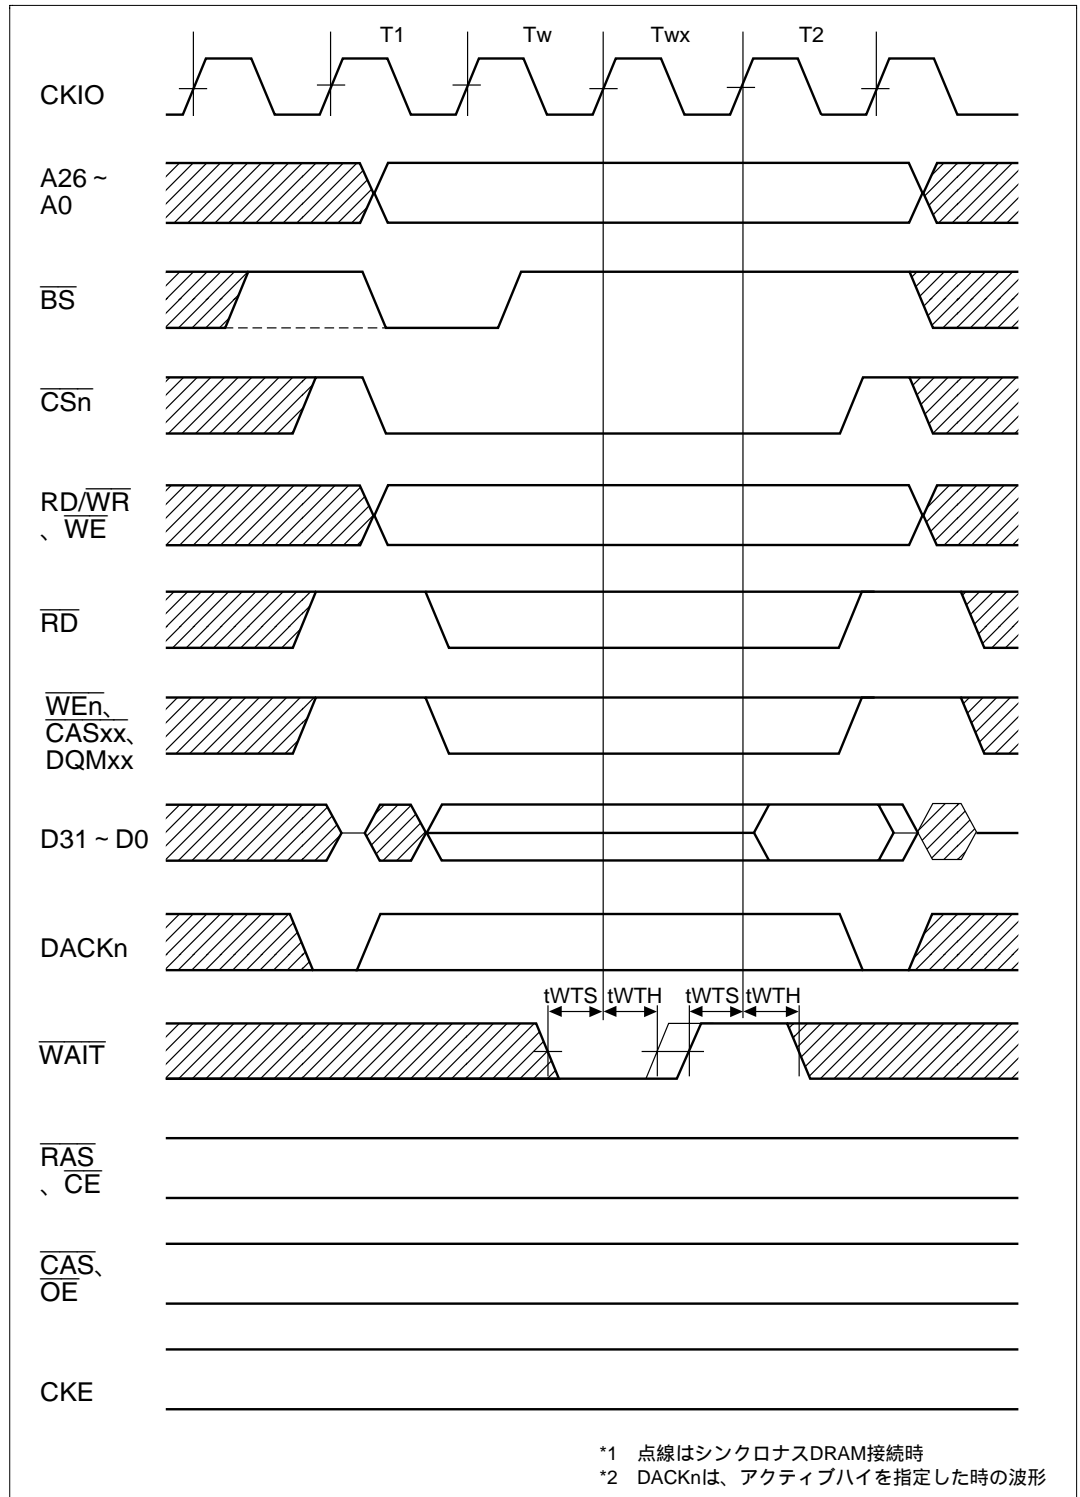 T1 Tw Twx T2
CKIO
A26 ~
A0
BS
CSn
RD/WR
、WE
RD
WEn、
CASxx、
DQMxx
D31 ~ D0
DACKn
tWTS tWTH tWTS tWTH
WAIT
RAS
、CE
CAS、
OE
CKE
*1 点線はシンクロナスDRAM接続時
*2 DACKnは、アクティブハイを指定した時の波形